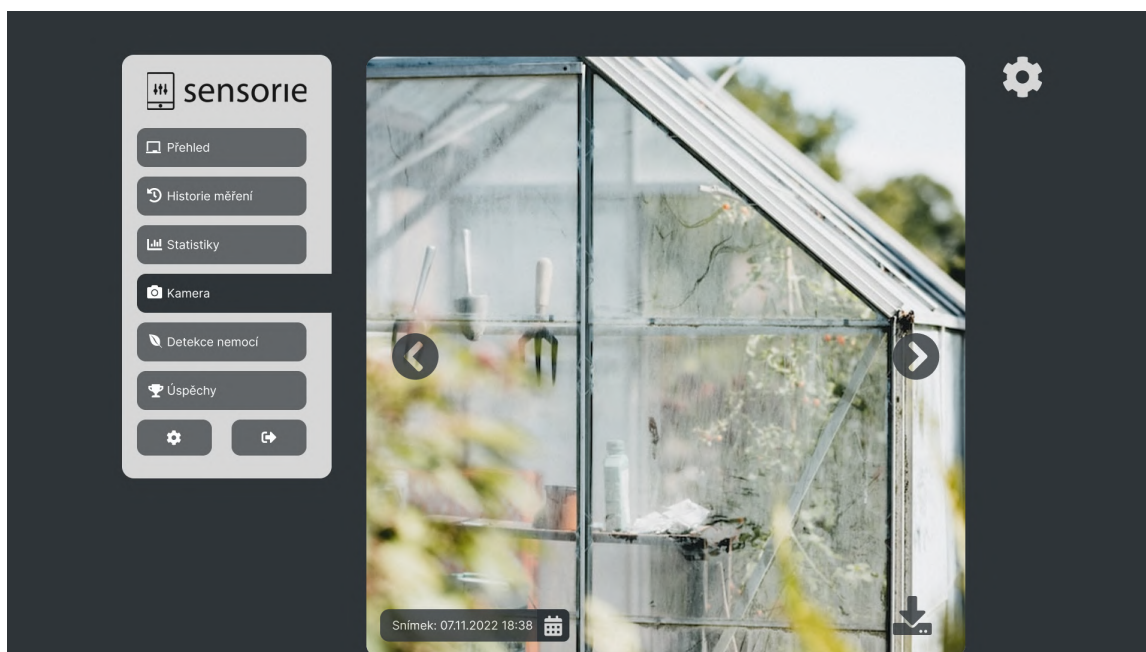 sensorie
Přehled
Historie měření
Statistiky
Kamera
Detekce nemocí
Úspěchy
Snímek: 07.11.2022 18:38